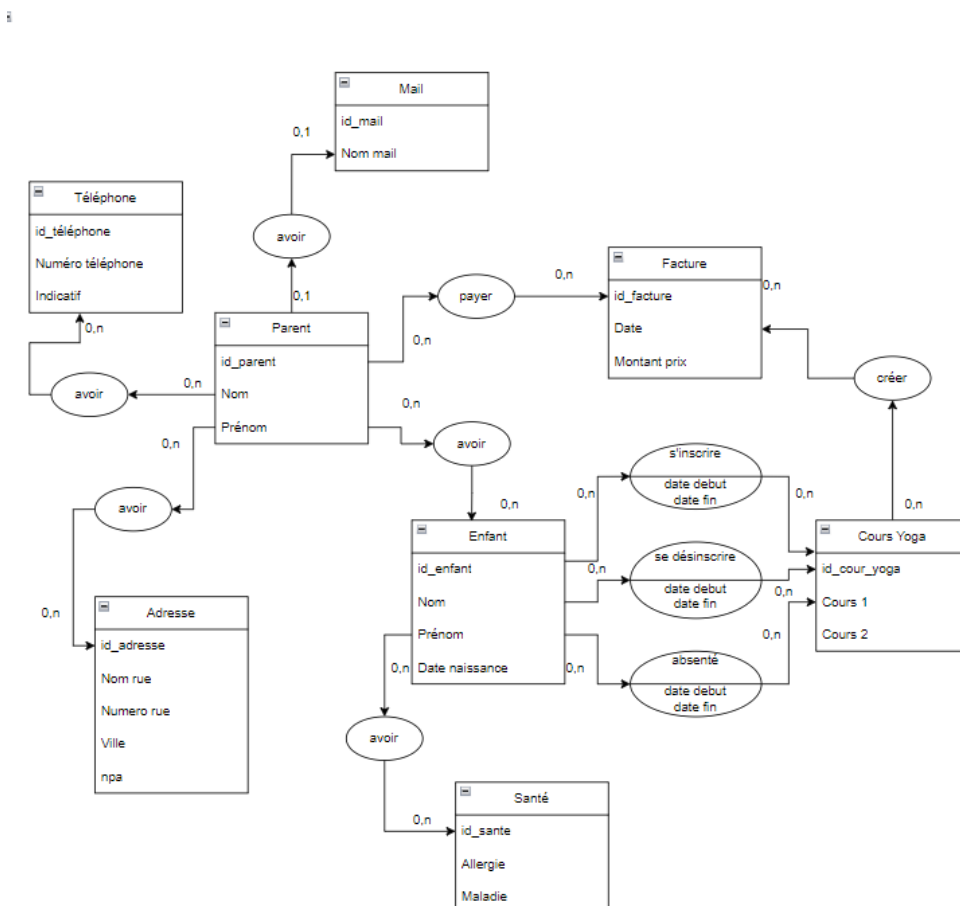 Mail
id_mail
Nom mail
0,1
avoir
0,1
Téléphone
id_téléphone
Numéro téléphone
Indicatif
0,n
avoir
0,n
Parent
id_parent
Nom
Prénom
0,n
payer
0,n
Facture
id_facture
Date
Montant prix
0,n
créer
0,n
0,n
avoir
0,n
0,n
avoir
0,n
Adresse
id_adresse
Nom rue
Numero rue
Ville
npa
Enfant
id_enfant
Nom
Prénom
Date naissance
0,n
s'inscrire
date debut
date fin
0,n
0,n
se désinscrire
date debut
date fin
0,n
0,n
absenté
date debut
date fin
0,n
Cours Yoga
id_cour_yoga
Cours 1
Cours 2
0,n
avoir
0,n
Santé
id_sante
Allergie
Maladie